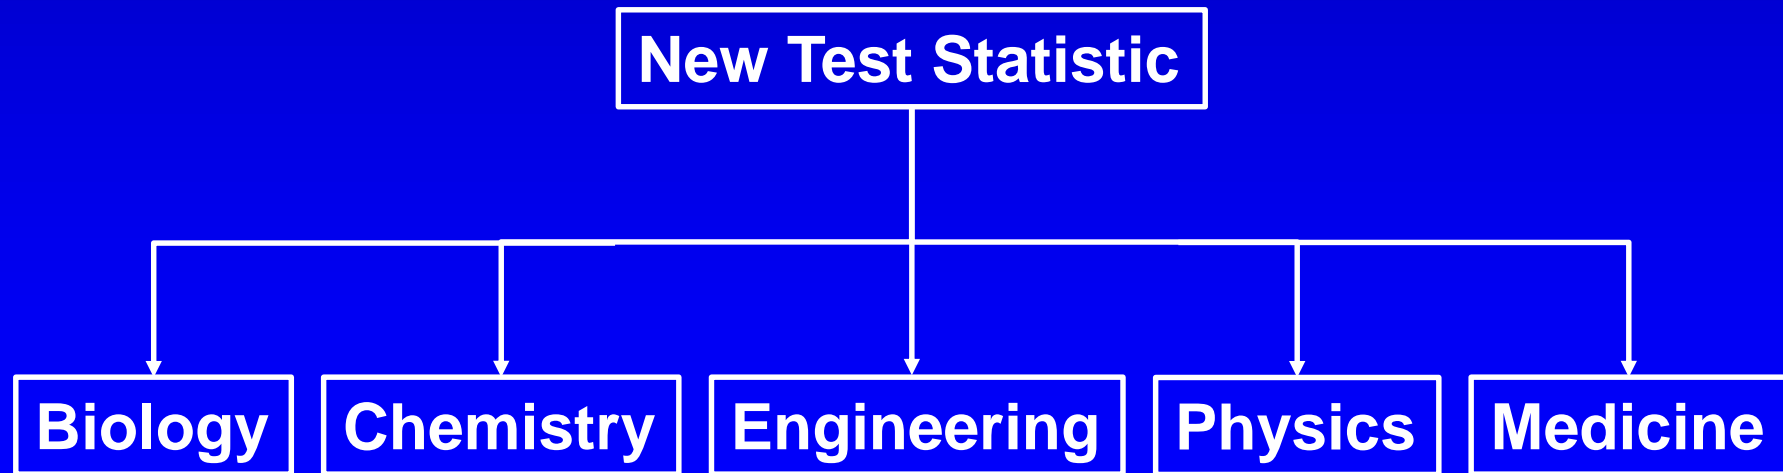 New Test Statistic
Biology
Chemistry
Engineering
Physics
Medicine